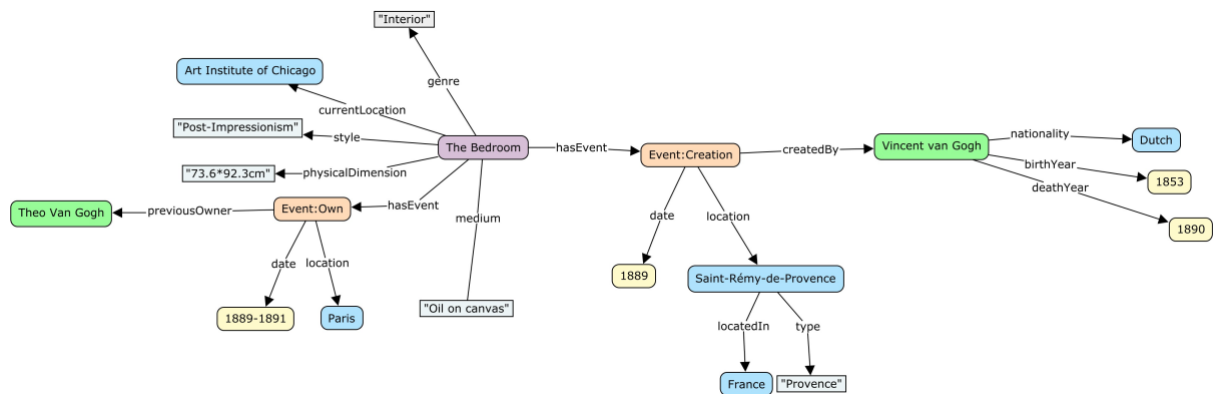 "Interior"
genre
Art Institute of Chicago
currentLocation
"Post-Impressionism"
style
The Bedroom
hasEvent
Event:Creation
createdBy
Vincent van Gogh
nationality
Dutch
birthYear
1853
deathYear
1890
"73.6*92.3cm"
physicalDimension
Theo Van Gogh
previousOwner
Event:Own
hasEvent
medium
date
location
date
location
1889
Saint-Rémy-de-Provence
1889-1891
Paris
"Oil on canvas"
locatedIn
type
France
"Provence"